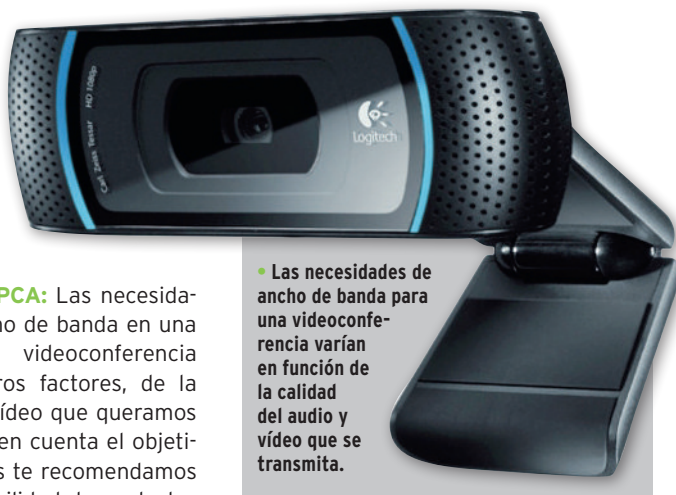 HD 1080p
Carl Zeiss Tessar
Logitech
PCA: Las necesida-
ho de banda en una
videoconferencia
ros factores, de la
ídeo que queramos
en cuenta el objeti-
s te recomendamos
• Las necesidades de
ancho de banda para
una videoconfe-
rencia varían
en función de
la calidad
del audio y
vídeo que se
transmita.